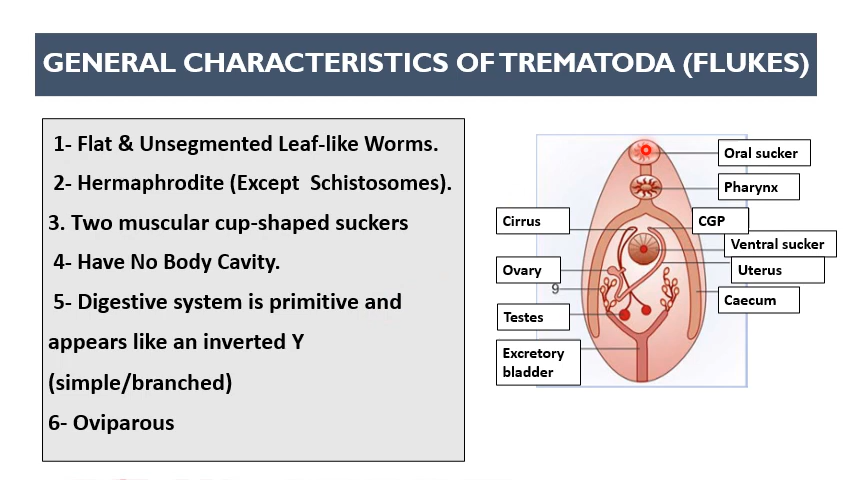 GENERAL CHARACTERISTICS OF TREMATODA (FLUKES)
1- Flat & Unsegmented Leaf-like Worms.
2- Hermaphrodite (Except Schistosomes).
3. Two muscular cup-shaped suckers
4- Have No Body Cavity.
5- Digestive system is primitive and
appears like an inverted Y
(simple/branched)
6- Oviparous
Oral sucker
Pharynx
Cirrus
CGP
Ventral sucker
Ovary
Uterus
9
Caecum
Testes
Excretory
bladder